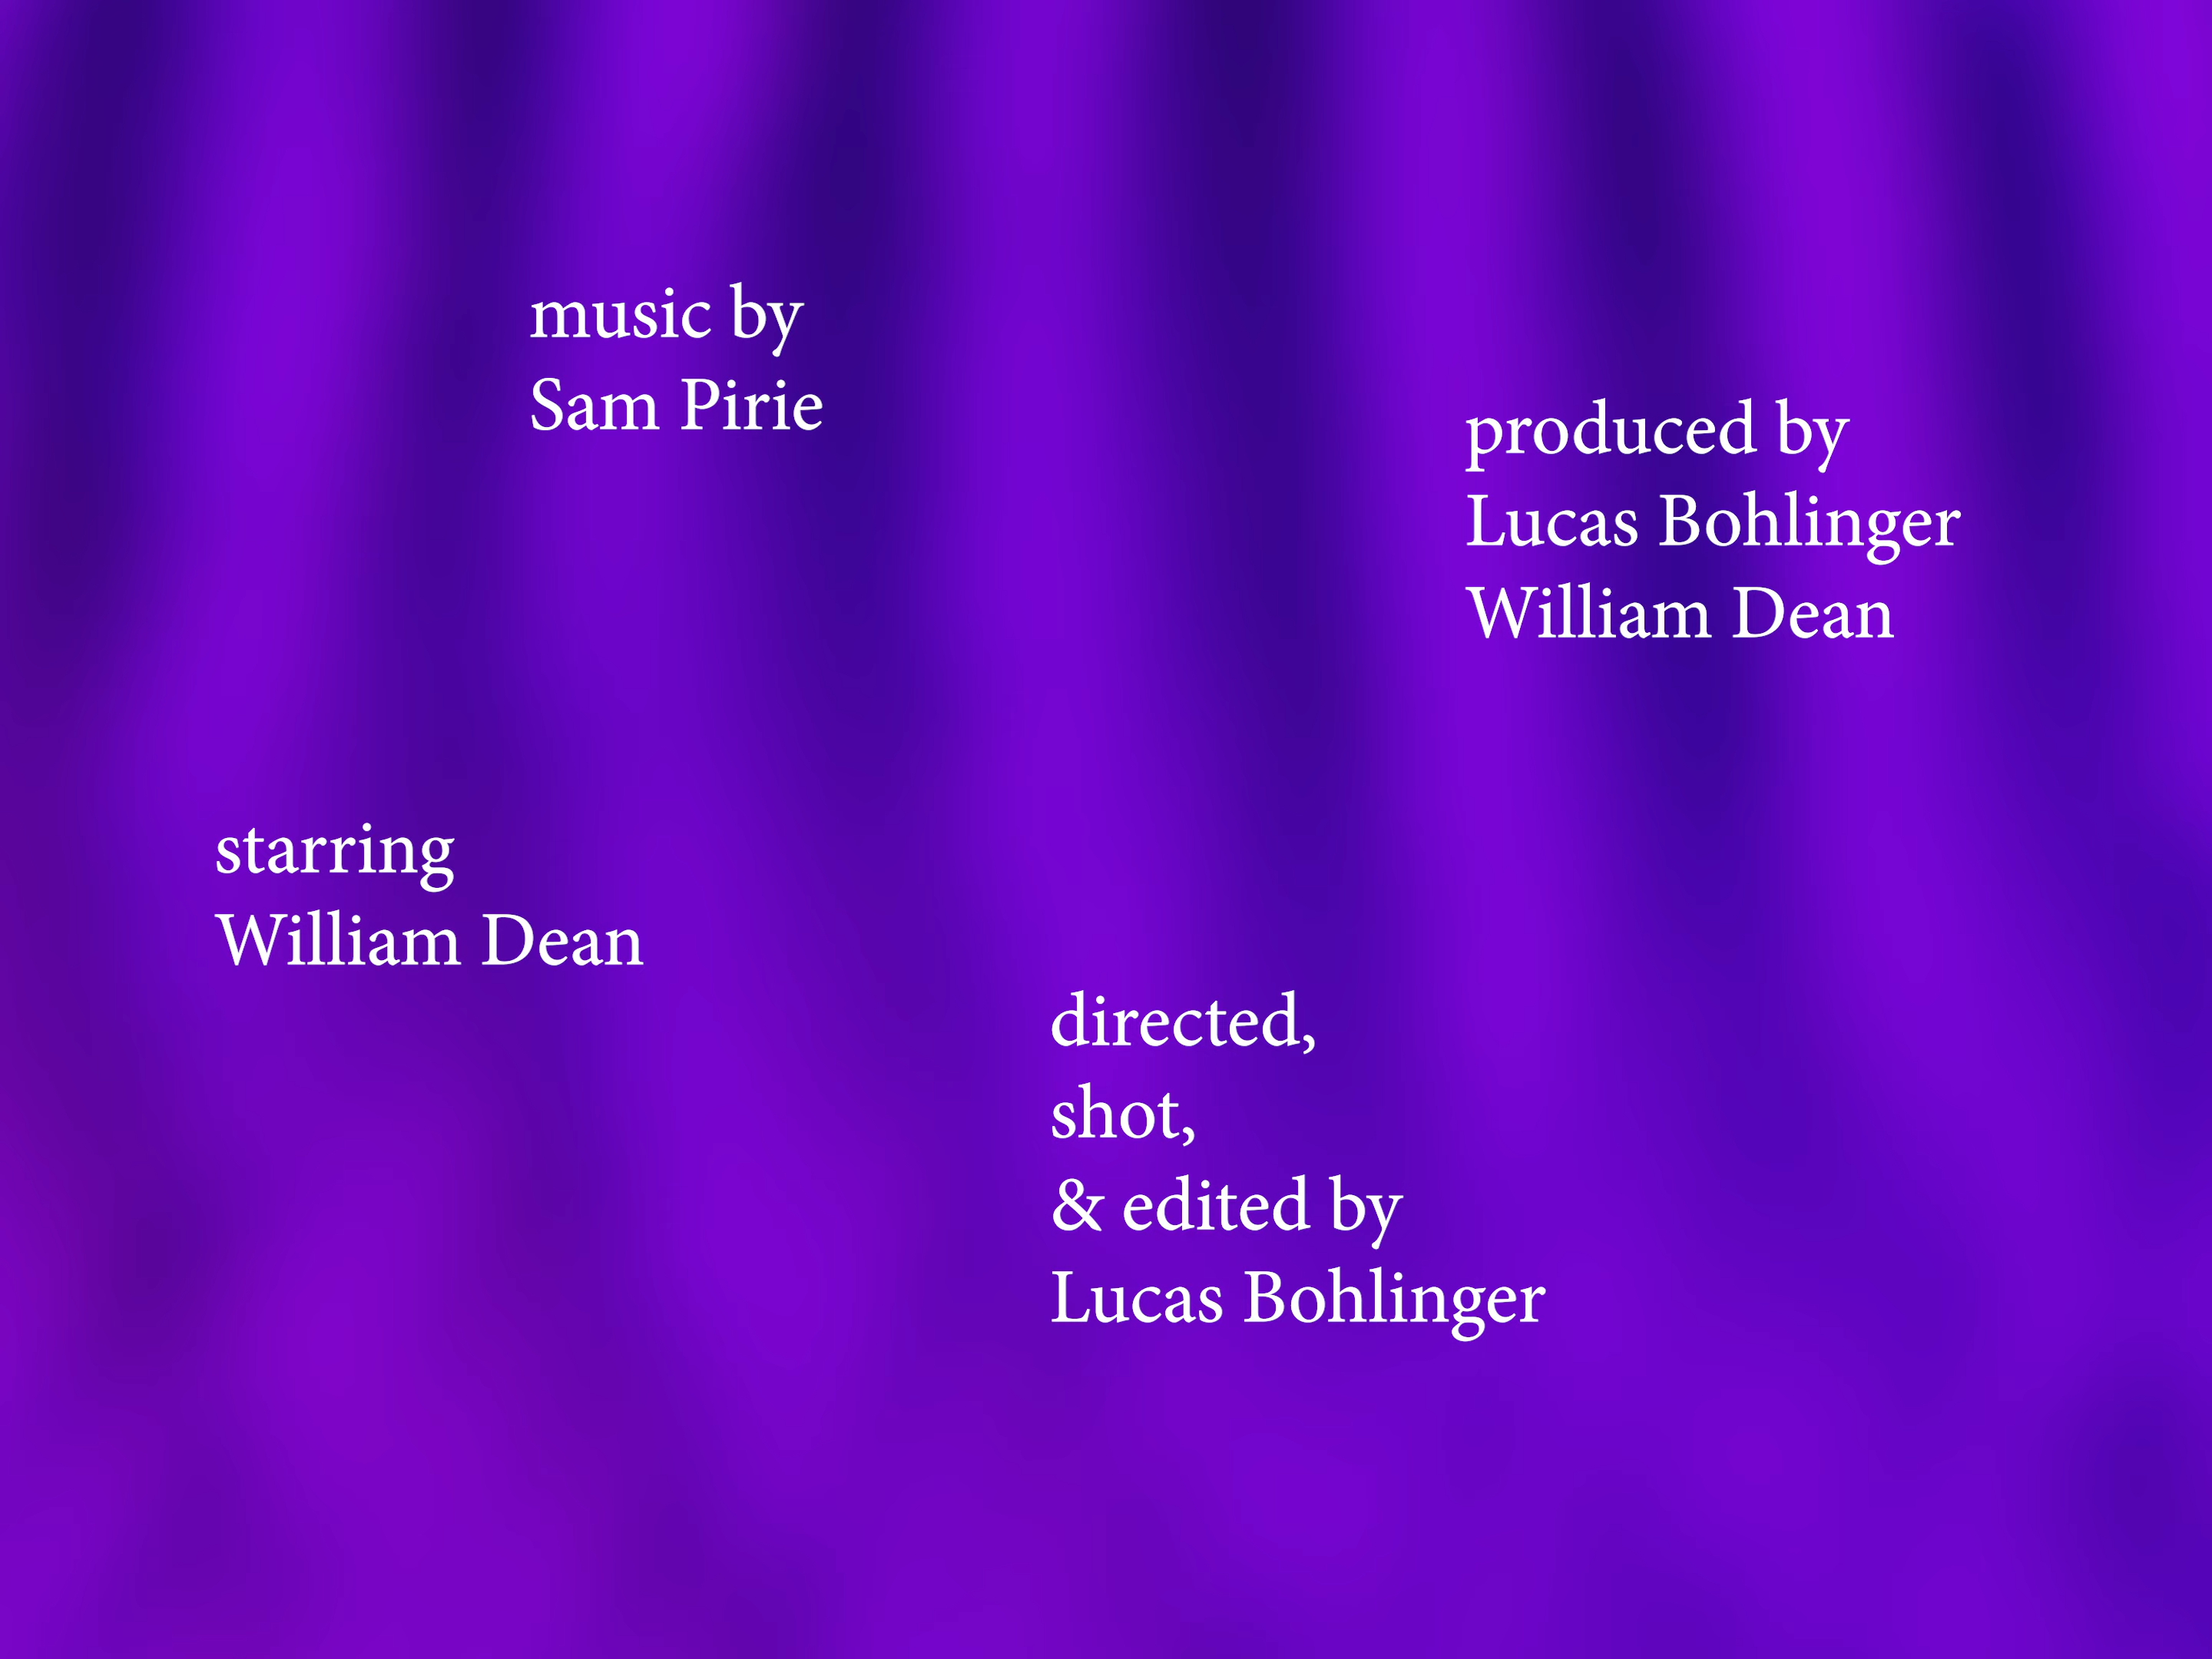 music by
Sam Pirie
produced by
Lucas Bohlinger
William Dean
starring
William Dean
directed,
shot,
& edited by
Lucas Bohlinger